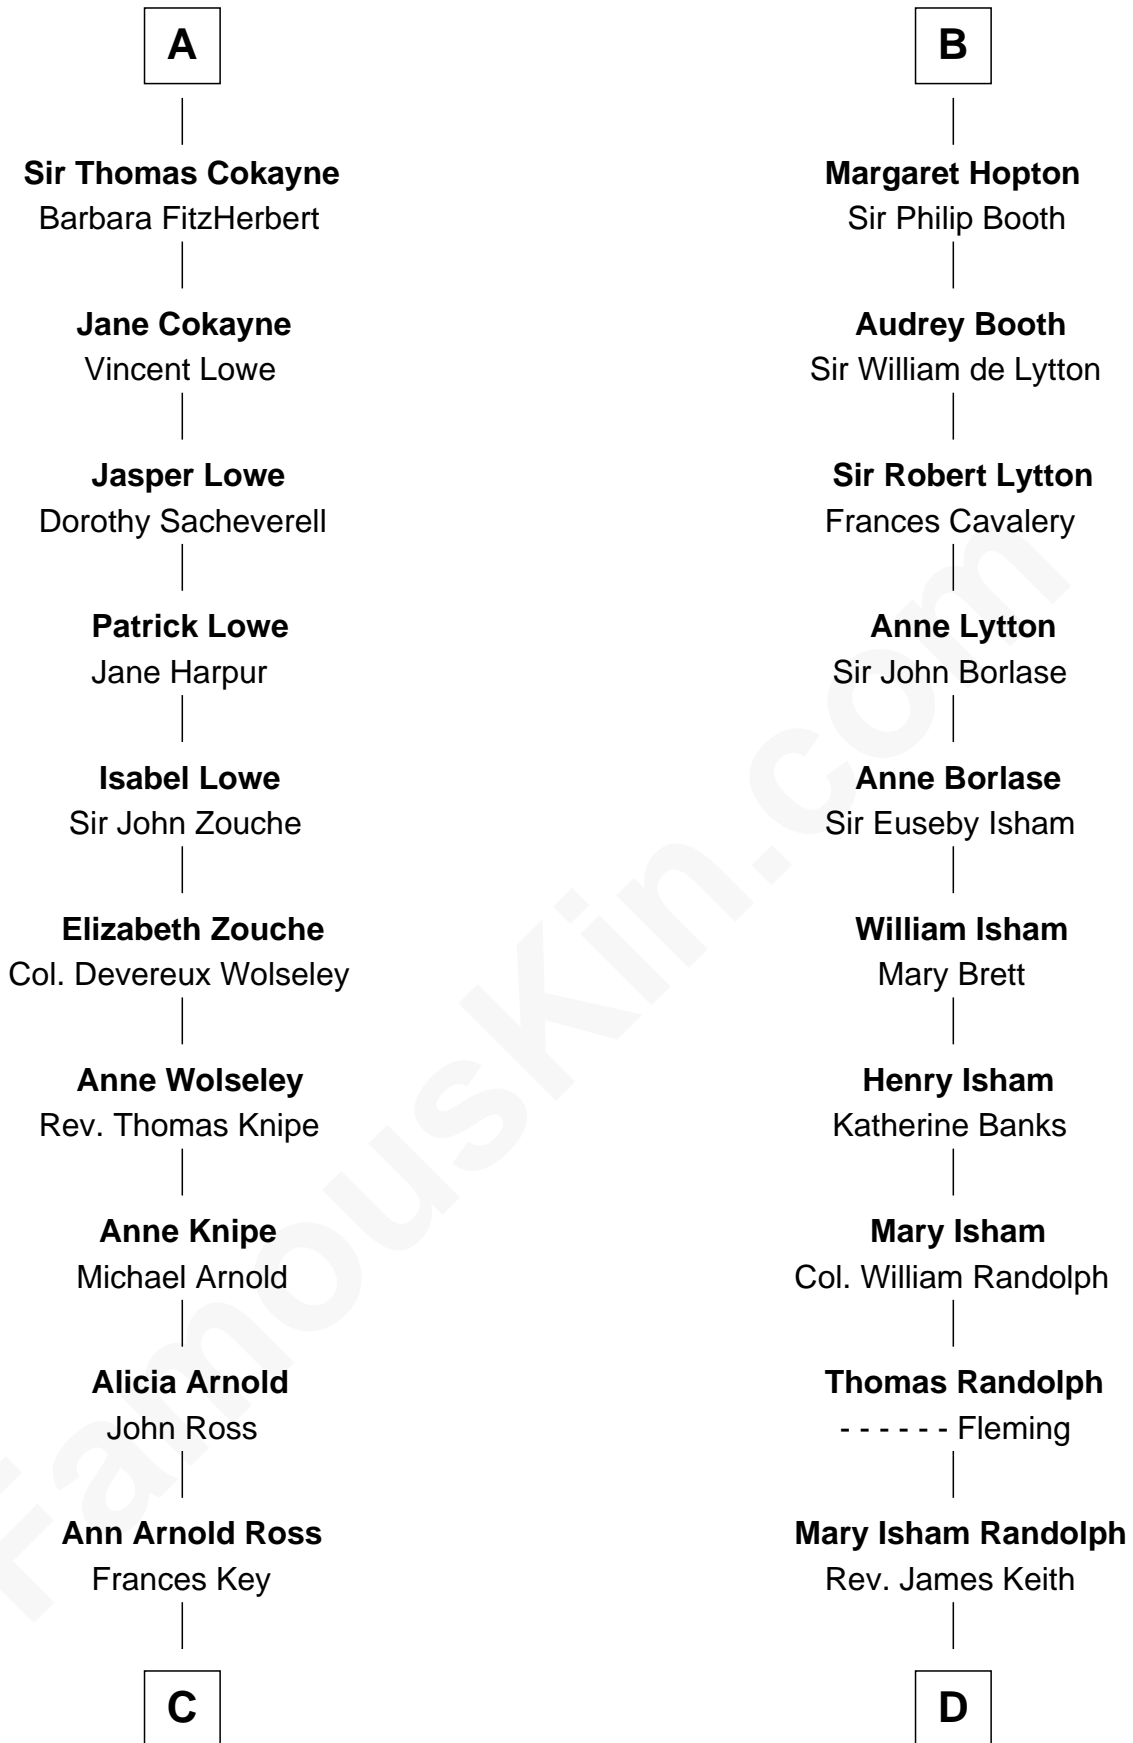 A
Sir Thomas Cokayne
Barbara FitzHerbert
Jane Cokayne
Vincent Lowe
Jasper Lowe
Dorothy Sacheverell
Patrick Lowe
Jane Harpur
Isabel Lowe
Sir John Zouche
Elizabeth Zouche
Col. Devereux Wolseley
Anne Wolseley
Rev. Thomas Knipe
Anne Knipe
Michael Arnold
Alicia Arnold
John Ross
Ann Arnold Ross
Frances Key
C
B
Margaret Hopton
Sir Philip Booth
Audrey Booth
Sir William de Lytton
Sir Robert Lytton
Frances Cavalery
Anne Lytton
Sir John Borlase
Anne Borlase
Sir Euseby Isham
William Isham
Mary Brett
Henry Isham
Katherine Banks
Mary Isham
Col. William Randolph
Thomas Randolph
- - - - - - Fleming
Mary Isham Randolph
Rev. James Keith
D
FamousKin.com